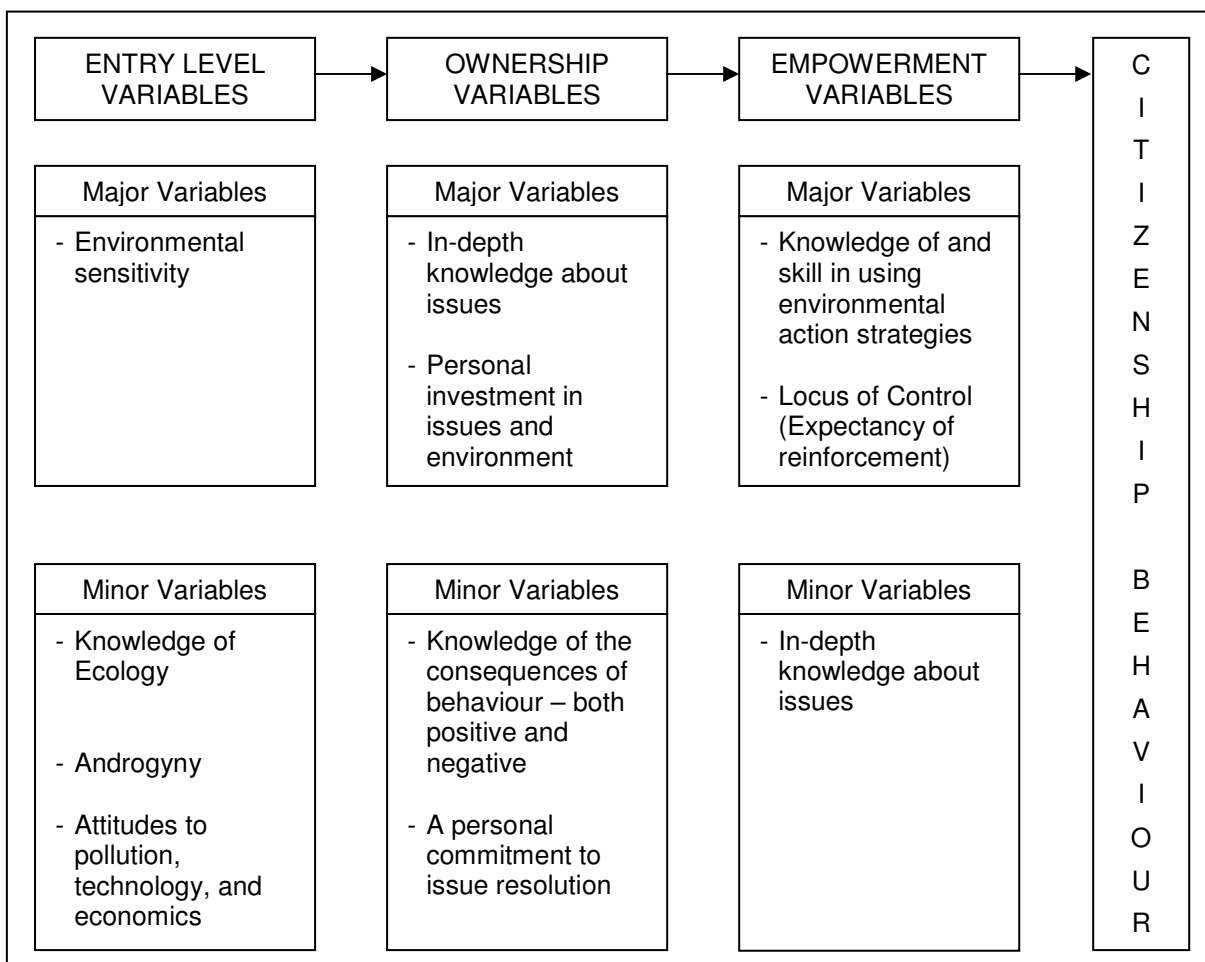 ENTRY LEVEL
VARIABLES
OWNERSHIP
VARIABLES
EMPOWERMENT
VARIABLES
Major Variables
- Environmental
sensitivity
Major Variables
- In-depth
knowledge about
issues
- Personal
investment in
issues and
environment
Major Variables
- Knowledge of and
skill in using
environmental
action strategies
- Locus of Control
(Expectancy of
reinforcement)
Minor Variables
- Knowledge of
Ecology
- Androgyny
- Attitudes to
pollution,
technology, and
economics
Minor Variables
- Knowledge of the
consequences of
behaviour – both
positive and
negative
- A personal
commitment to
issue resolution
Minor Variables
- In-depth
knowledge about
issues
C
I
T
I
Z
E
N
S
H
I
P
B
E
H
A
V
I
O
U
R